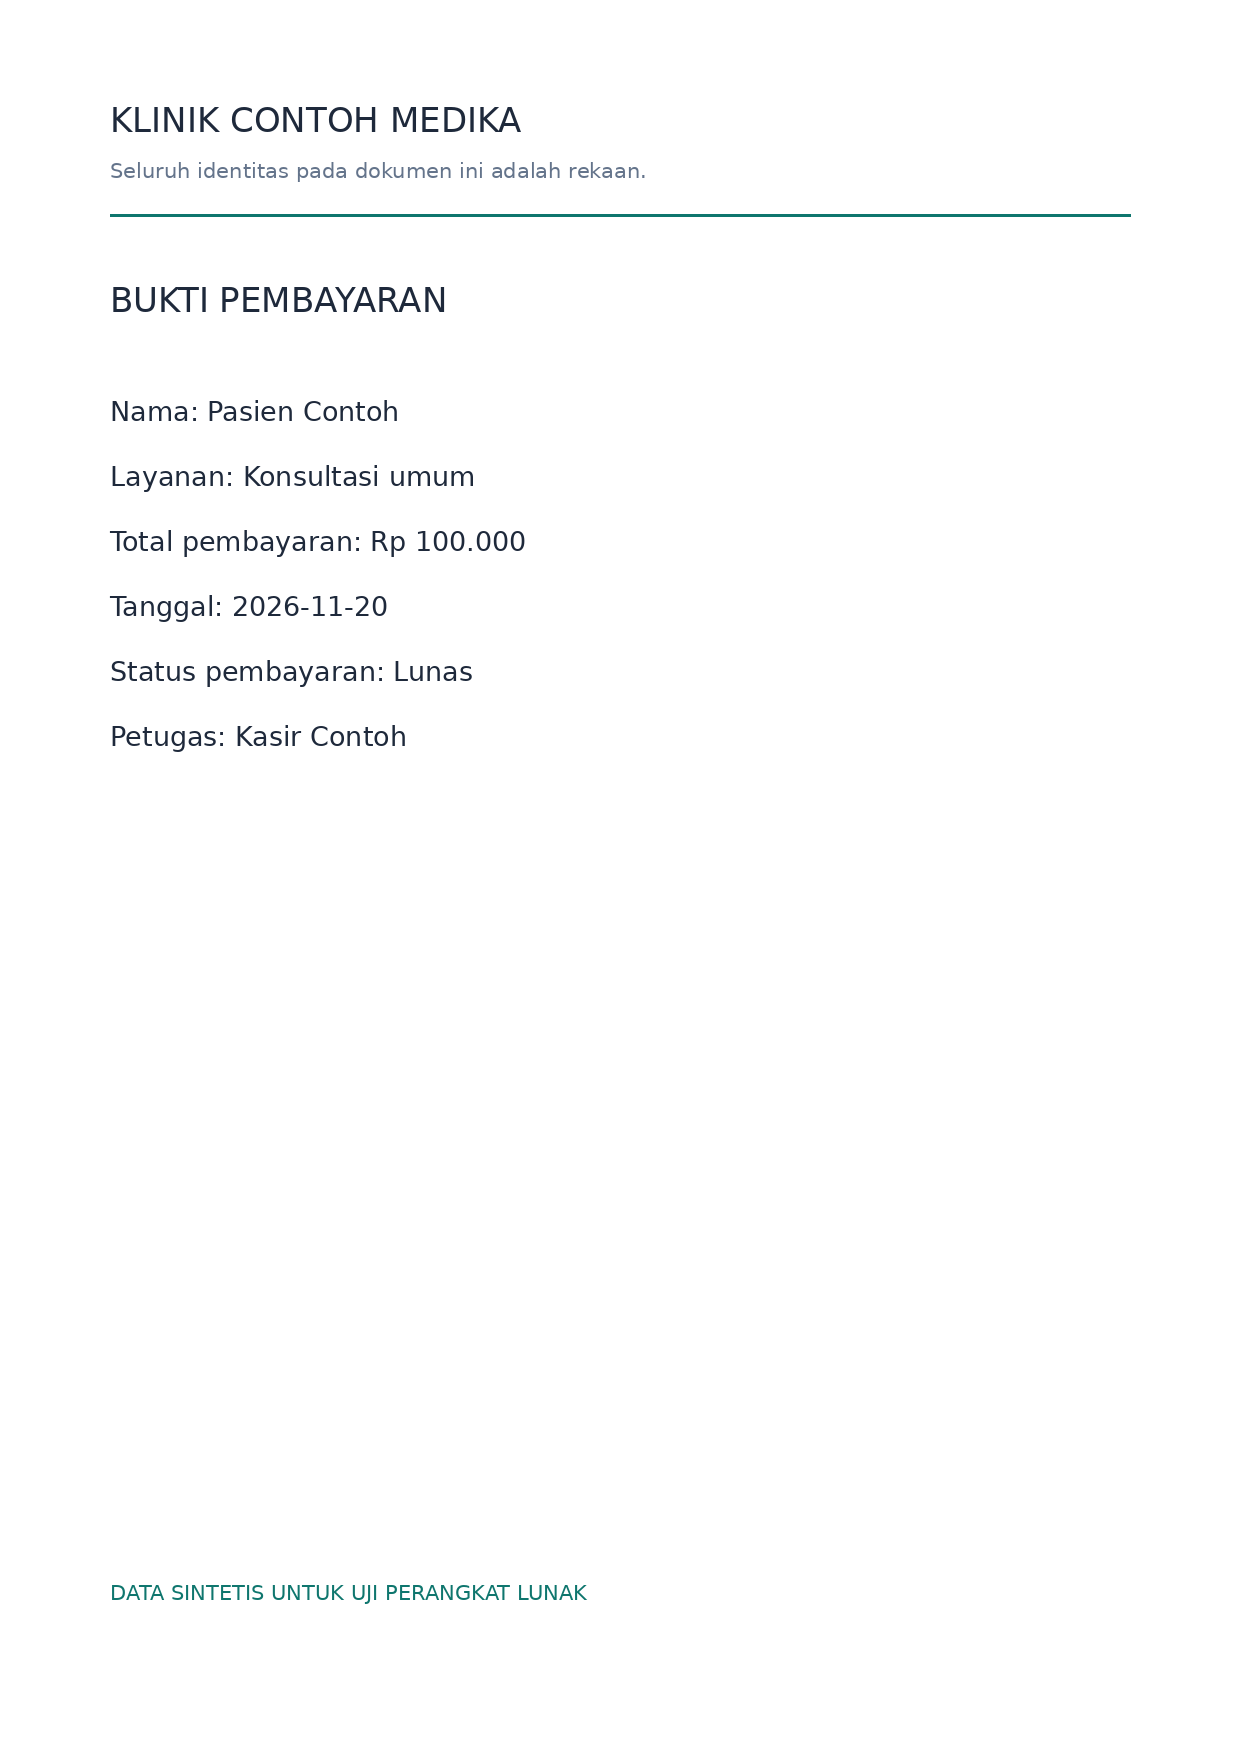 KLINIK CONTOH MEDIKA
Seluruh identitas pada dokumen ini adalah rekaan.
BUKTI PEMBAYARAN
Nama: Pasien Contoh
Layanan: Konsultasi umum
Total pembayaran: Rp 100.000
Tanggal: 2026-11-20
Status pembayaran: Lunas
Petugas: Kasir Contoh
DATA SINTETIS UNTUK UJI PERANGKAT LUNAK